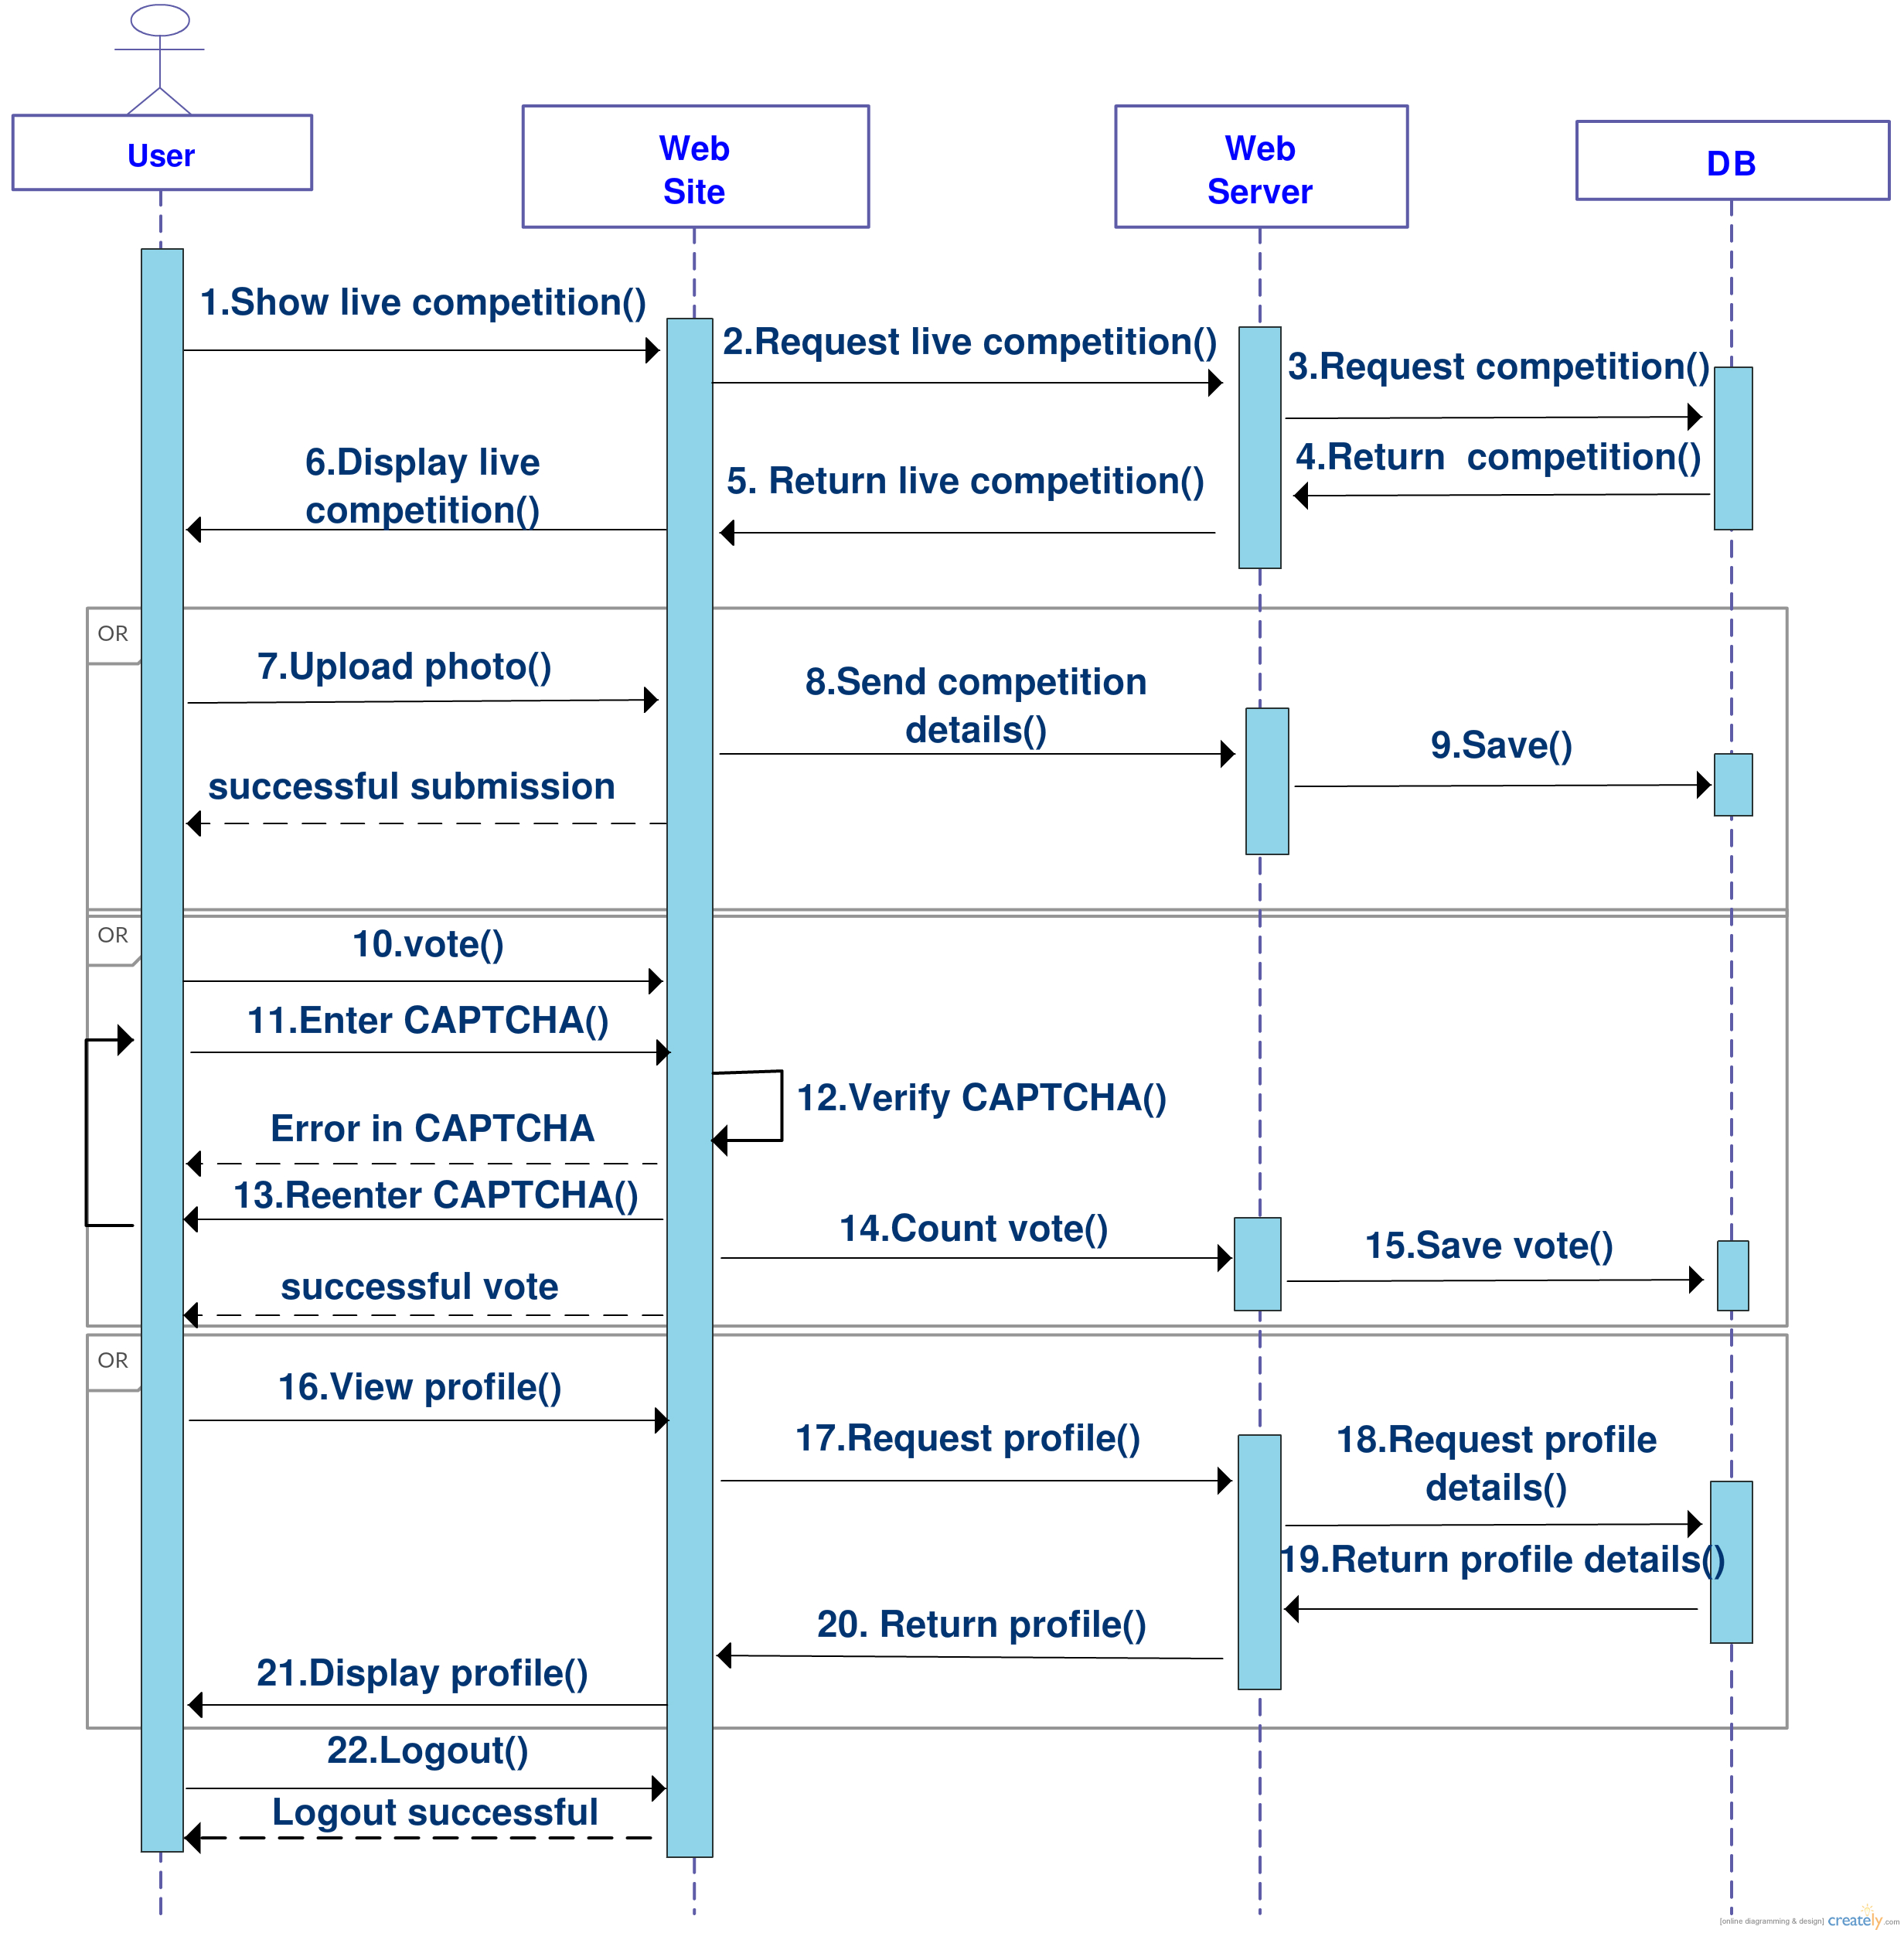 User
Web
Site
Web
Server
DB
1.Show live competition()
2.Request live competition()
3.Request competition()
4.Return  competition()
5. Return live competition()
6.Display live
competition()
OR
7.Upload photo()
8.Send competition
details()
9.Save()
successful submission
OR
10.vote()
11.Enter CAPTCHA()
12.Verify CAPTCHA()
Error in CAPTCHA
13.Reenter CAPTCHA()
14.Count vote()
15.Save vote()
successful vote
OR
16.View profile()
17.Request profile()
18.Request profile
details()
19.Return profile details()
20. Return profile()
21.Display profile()
22.Logout()
Logout successful
[online diagramming & design] creately.com